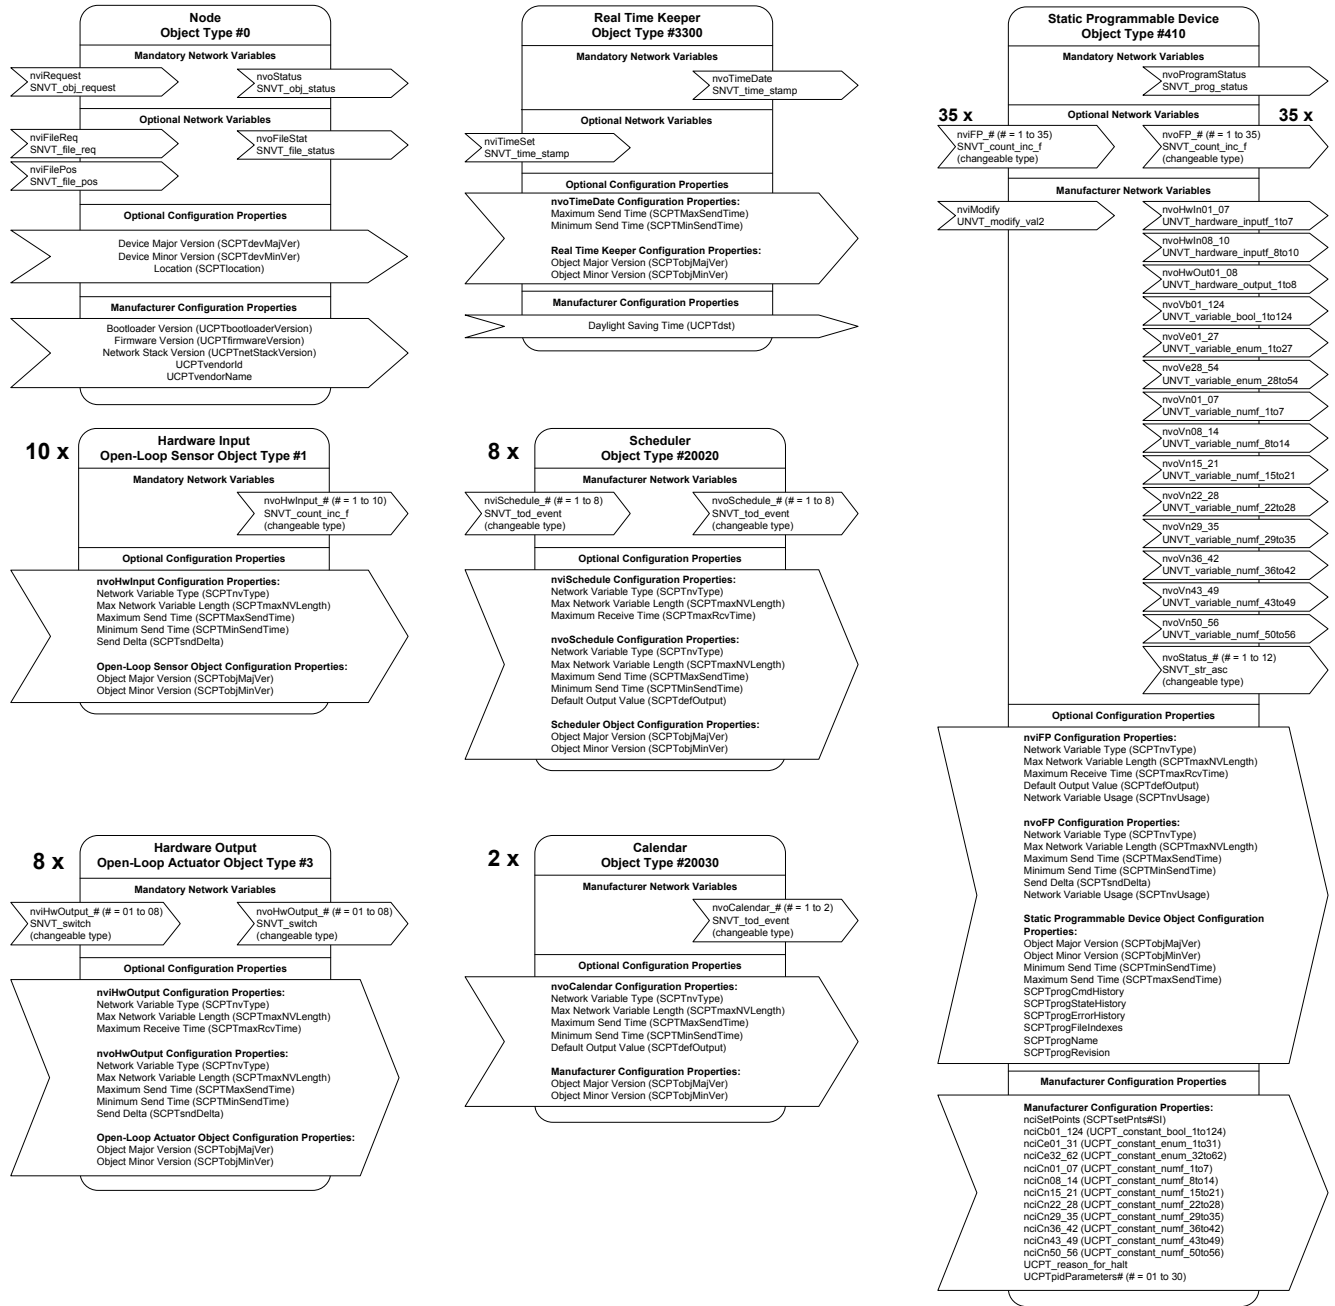 Node
Object Type #0
Mandatory Network Variables
nviRequest
SNVT_obj_request
nvoStatus
SNVT_obj_status
Optional Network Variables
nviFileReq
SNVT_file_req
nvoFileStat
SNVT_file_status
nviFilePos
SNVT_file_pos
Optional Configuration Properties
Device Major Version (SCPTdevMajVer)
Device Minor Version (SCPTdevMinVer)
Location (SCPTlocation)
Manufacturer Configuration Properties
Bootloader Version (UCPTbootloaderVersion)
Firmware Version (UCPTfirmwareVersion)
Network Stack Version (UCPTnetStackVersion)
UCPTvendorId
UCPTvendorName
Real Time Keeper
Object Type #3300
Mandatory Network Variables
nvoTimeDate
SNVT_time_stamp
Optional Network Variables
nviTimeSet
SNVT_time_stamp
Optional Configuration Properties
nvoTimeDate Configuration Properties:
Maximum Send Time (SCPTMaxSendTime)
Minimum Send Time (SCPTMinSendTime)
Real Time Keeper Configuration Properties:
Object Major Version (SCPTobjMajVer)
Object Minor Version (SCPTobjMinVer)
Manufacturer Configuration Properties
Daylight Saving Time (UCPTdst)
10 x
Hardware Input
Open-Loop Sensor Object Type #1
Mandatory Network Variables
nvoHwInput_# (# = 1 to 10)
SNVT_count_inc_f
(changeable type)
Optional Configuration Properties
nvoHwInput Configuration Properties:
Network Variable Type (SCPTnvType)
Max Network Variable Length (SCPTmaxNVLength)
Maximum Send Time (SCPTMaxSendTime)
Minimum Send Time (SCPTMinSendTime)
Send Delta (SCPTsndDelta)
Open-Loop Sensor Object Configuration Properties:
Object Major Version (SCPTobjMajVer)
Object Minor Version (SCPTobjMinVer)
8 x
Scheduler
Object Type #20020
Manufacturer Network Variables
nviSchedule_# (# = 1 to 8)
SNVT_tod_event
(changeable type)
nvoSchedule_# (# = 1 to 8)
SNVT_tod_event
(changeable type)
Optional Configuration Properties
nviSchedule Configuration Properties:
Network Variable Type (SCPTnvType)
Max Network Variable Length (SCPTmaxNVLength)
Maximum Receive Time (SCPTmaxRcvTime)
nvoSchedule Configuration Properties:
Network Variable Type (SCPTnvType)
Max Network Variable Length (SCPTmaxNVLength)
Maximum Send Time (SCPTMaxSendTime)
Minimum Send Time (SCPTMinSendTime)
Default Output Value (SCPTdefOutput)
Scheduler Object Configuration Properties:
Object Major Version (SCPTobjMajVer)
Object Minor Version (SCPTobjMinVer)
8 x
Hardware Output
Open-Loop Actuator Object Type #3
Mandatory Network Variables
nviHwOutput_# (# = 01 to 08)
SNVT_switch
(changeable type)
nvoHwOutput_# (# = 01 to 08)
SNVT_switch
(changeable type)
Optional Configuration Properties
nviHwOutput Configuration Properties:
Network Variable Type (SCPTnvType)
Max Network Variable Length (SCPTmaxNVLength)
Maximum Receive Time (SCPTmaxRcvTime)
nvoHwOutput Configuration Properties:
Network Variable Type (SCPTnvType)
Max Network Variable Length (SCPTmaxNVLength)
Maximum Send Time (SCPTMaxSendTime)
Minimum Send Time (SCPTMinSendTime)
Send Delta (SCPTsndDelta)
Open-Loop Actuator Object Configuration Properties:
Object Major Version (SCPTobjMajVer)
Object Minor Version (SCPTobjMinVer)
2 x
Calendar
Object Type #20030
Manufacturer Network Variables
nvoCalendar_# (# = 1 to 2)
SNVT_tod_event
(changeable type)
Optional Configuration Properties
nvoCalendar Configuration Properties:
Network Variable Type (SCPTnvType)
Max Network Variable Length (SCPTmaxNVLength)
Maximum Send Time (SCPTMaxSendTime)
Minimum Send Time (SCPTMinSendTime)
Default Output Value (SCPTdefOutput)
Manufacturer Configuration Properties:
Object Major Version (SCPTobjMajVer)
Object Minor Version (SCPTobjMinVer)
Static Programmable Device
Object Type #410
Mandatory Network Variables
nvoProgramStatus
SNVT_prog_status
35 x
Optional Network Variables
35 x
nviFP_# (# = 1 to 35)
SNVT_count_inc_f
(changeable type)
nvoFP_# (# = 1 to 35)
SNVT_count_inc_f
(changeable type)
Manufacturer Network Variables
nviModify
UNVT_modify_val2
nvoHwIn01_07
UNVT_hardware_inputf_1to7
nvoHwIn08_10
UNVT_hardware_inputf_8to10
nvoHwOut01_08
UNVT_hardware_output_1to8
nvoVb01_124
UNVT_variable_bool_1to124
nvoVe01_27
UNVT_variable_enum_1to27
nvoVe28_54
UNVT_variable_enum_28to54
nvoVn01_07
UNVT_variable_numf_1to7
nvoVn08_14
UNVT_variable_numf_8to14
nvoVn15_21
UNVT_variable_numf_15to21
nvoVn22_28
UNVT_variable_numf_22to28
nvoVn29_35
UNVT_variable_numf_29to35
nvoVn36_42
UNVT_variable_numf_36to42
nvoVn43_49
UNVT_variable_numf_43to49
nvoVn50_56
UNVT_variable_numf_50to56
nvoStatus_# (# = 1 to 12)
SNVT_str_asc
(changeable type)
Optional Configuration Properties
nviFP Configuration Properties:
Network Variable Type (SCPTnvType)
Max Network Variable Length (SCPTmaxNVLength)
Maximum Receive Time (SCPTmaxRcvTime)
Default Output Value (SCPTdefOutput)
Network Variable Usage (SCPTnvUsage)
nvoFP Configuration Properties:
Network Variable Type (SCPTnvType)
Max Network Variable Length (SCPTmaxNVLength)
Maximum Send Time (SCPTMaxSendTime)
Minimum Send Time (SCPTMinSendTime)
Send Delta (SCPTsndDelta)
Network Variable Usage (SCPTnvUsage)
Static Programmable Device Object Configuration
Properties:
Object Major Version (SCPTobjMajVer)
Object Minor Version (SCPTobjMinVer)
Minimum Send Time (SCPTminSendTime)
Maximum Send Time (SCPTmaxSendTime)
SCPTprogCmdHistory
SCPTprogStateHistory
SCPTprogErrorHistory
SCPTprogFileIndexes
SCPTprogName
SCPTprogRevision
Manufacturer Configuration Properties
Manufacturer Configuration Properties:
nciSetPoints (SCPTsetPnts#SI)
nciCb01_124 (UCPT_constant_bool_1to124)
nciCe01_31 (UCPT_constant_enum_1to31)
nciCe32_62 (UCPT_constant_enum_32to62)
nciCn01_07 (UCPT_constant_numf_1to7)
nciCn08_14 (UCPT_constant_numf_8to14)
nciCn15_21 (UCPT_constant_numf_15to21)
nciCn22_28 (UCPT_constant_numf_22to28)
nciCn29_35 (UCPT_constant_numf_29to35)
nciCn36_42 (UCPT_constant_numf_36to42)
nciCn43_49 (UCPT_constant_numf_43to49)
nciCn50_56 (UCPT_constant_numf_50to56)
UCPT_reason_for_halt
UCPTpidParameters# (# = 01 to 30)